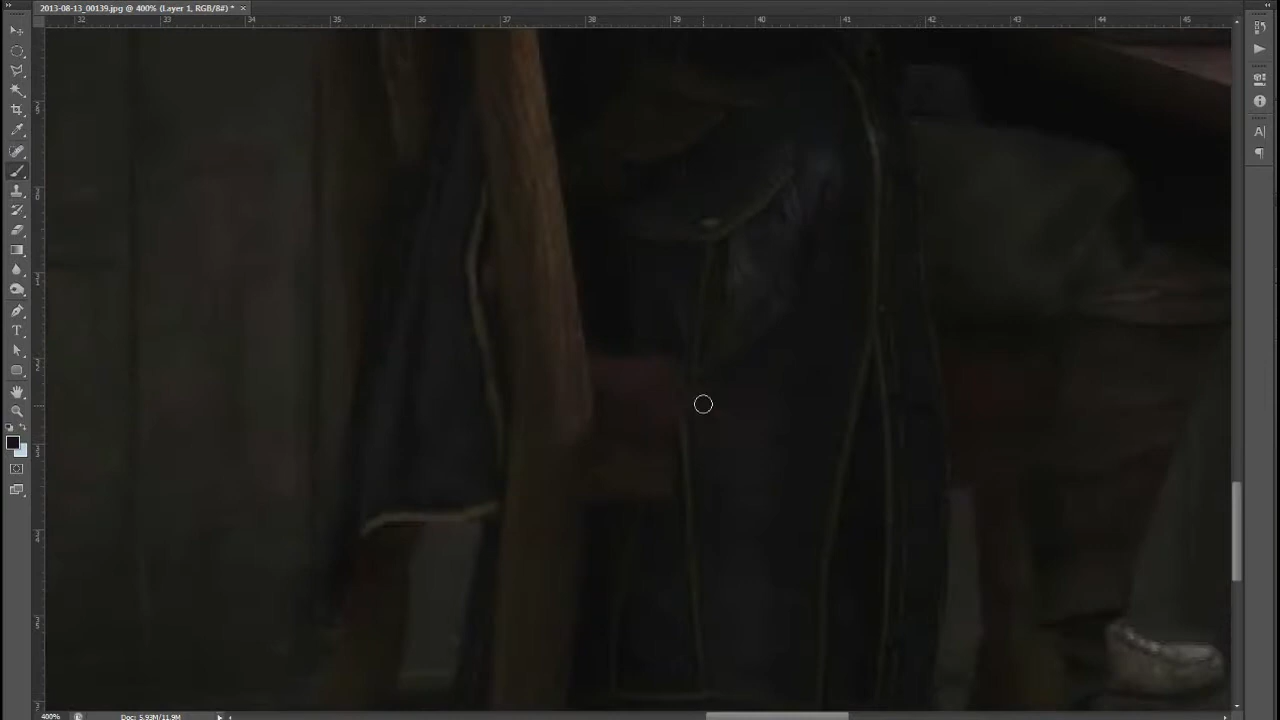 2013-08-13_00139.jpg @ 400% (Layer 1, RGB/8#) * ×
32 33 34 35 36 37 38 39 40 41 42 43 44 45
T
A|
¶
400% Doc: 5.93M/11.9M